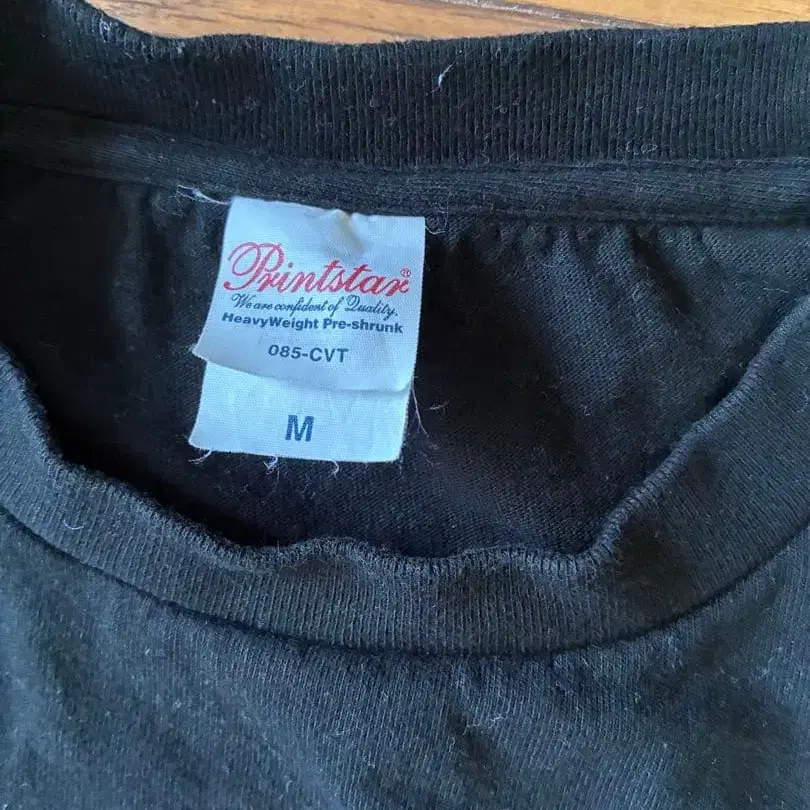 Printstar®
We are confident of Quality.
HeavyWeight Pre-shrunk
085-CVT
M